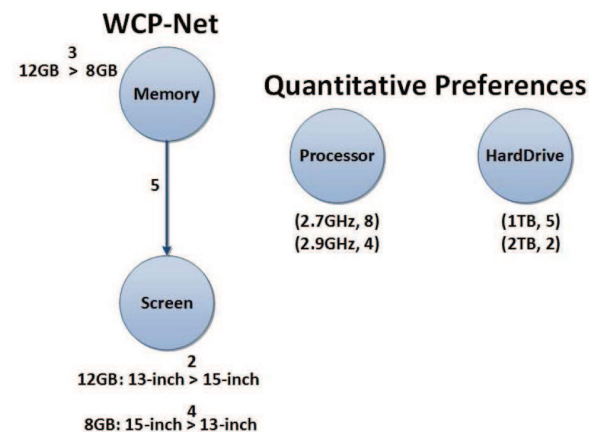 WCP-Net
3
12GB > 8GB
Memory
5
Screen
2
12GB: 13-inch > 15-inch
4
8GB: 15-inch > 13-inch
Quantitative Preferences
Processor
(2.7GHz, 8)
(2.9GHz, 4)
HardDrive
(1TB, 5)
(2TB, 2)